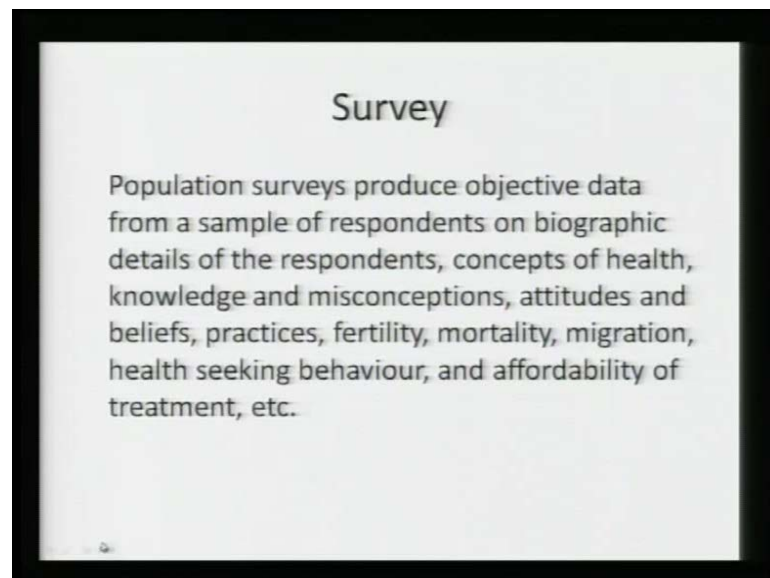 Survey
Population surveys produce objective data
from a sample of respondents on biographic
details of the respondents, concepts of health,
knowledge and misconceptions, attitudes and
beliefs, practices, fertility, mortality, migration,
health seeking behaviour, and affordability of
treatment, etc.